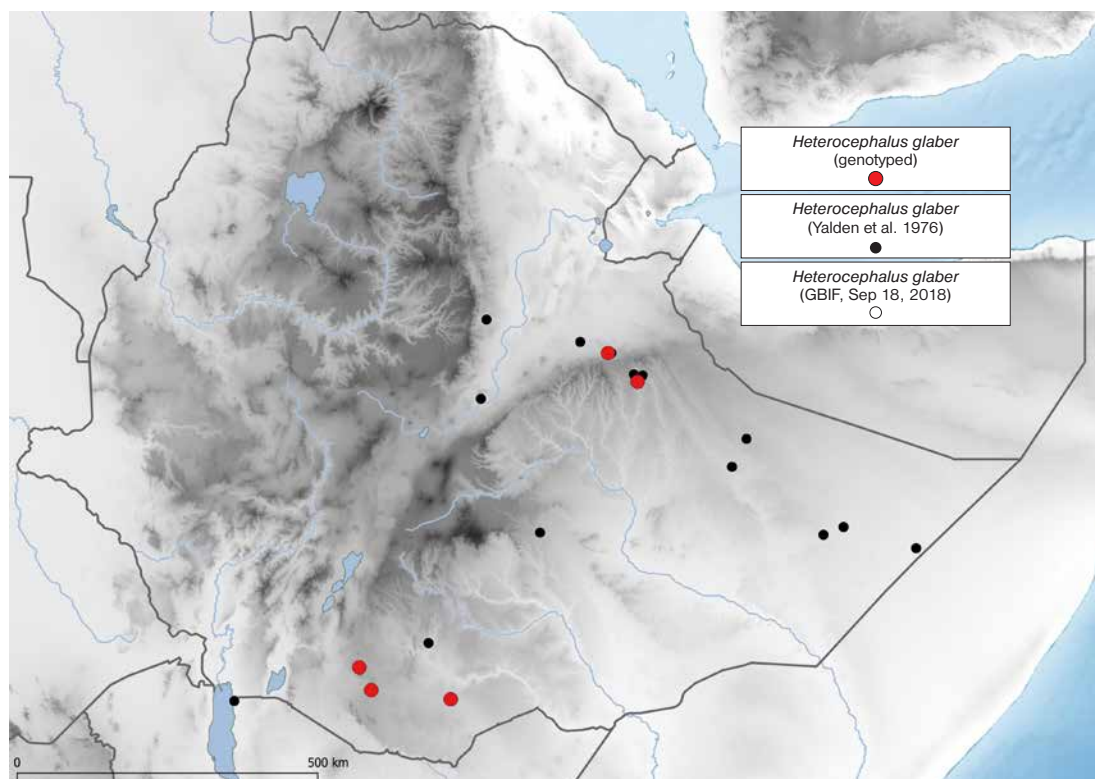 Heterocephalus glaber
(genotyped)
Heterocephalus glaber
(Yalden et al. 1976)
Heterocephalus glaber
(GBIF, Sep 18, 2018)
0
500 km